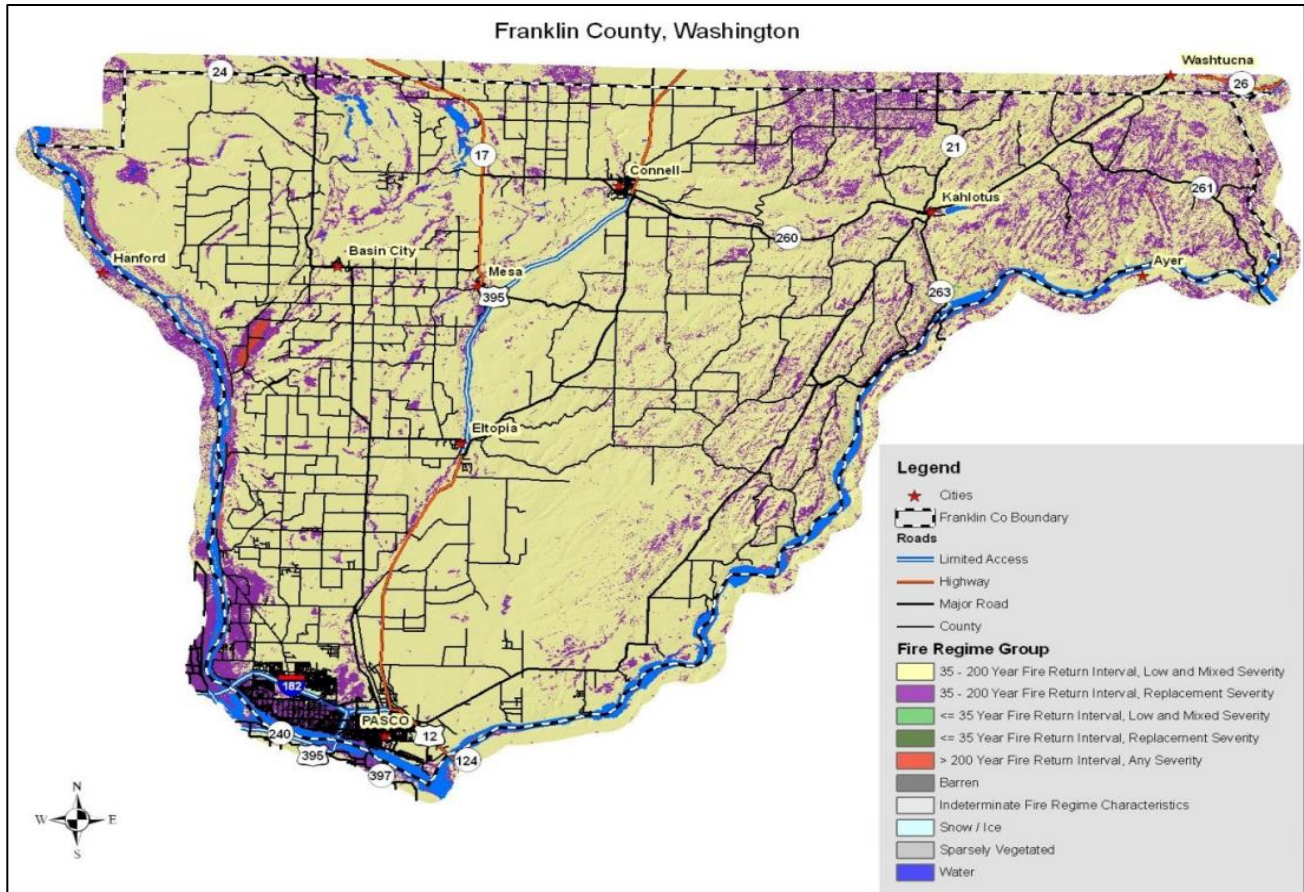 Franklin County, Washington
Washtucna
24
26
17
21
Connell
261
Kahlotus
260
Basin City
Hanford
Mesa
Ayer
395
263
Eltopia
182
PASCO
12
240
395
124
397
Legend
Cities
Franklin Co Boundary
Roads
Limited Access
Highway
Major Road
County
Fire Regime Group
35 - 200 Year Fire Return Interval, Low and Mixed Severity
35 - 200 Year Fire Return Interval, Replacement Severity
<= 35 Year Fire Return Interval, Low and Mixed Severity
<= 35 Year Fire Return Interval, Replacement Severity
> 200 Year Fire Return Interval, Any Severity
Barren
Indeterminate Fire Regime Characteristics
Snow / Ice
Sparsely Vegetated
Water
N
W E
S